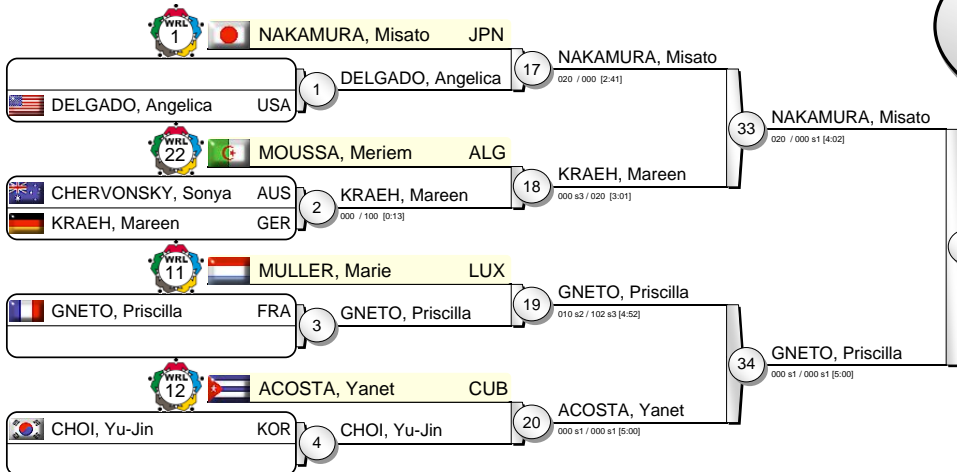 WRL
1
NAKAMURA, Misato JPN
DELGADO, Angelica USA
1
DELGADO, Angelica
17
NAKAMURA, Misato
020 / 000 [2:41]
WRL
22
MOUSSA, Meriem ALG
CHERVONSKY, Sonya AUS
KRAEH, Mareen GER
2
KRAEH, Mareen
000 / 100 [0:13]
18
KRAEH, Mareen
000 s3 / 020 [3:01]
33
NAKAMURA, Misato
020 / 000 s1 [4:02]
WRL
11
MULLER, Marie LUX
GNETO, Priscilla FRA
3
GNETO, Priscilla
19
GNETO, Priscilla
010 s2 / 102 s3 [4:52]
WRL
12
ACOSTA, Yanet CUB
CHOI, Yu-Jin KOR
4
CHOI, Yu-Jin
20
ACOSTA, Yanet
000 s1 / 000 s1 [5:00]
34
GNETO, Priscilla
000 s1 / 000 s1 [5:00]